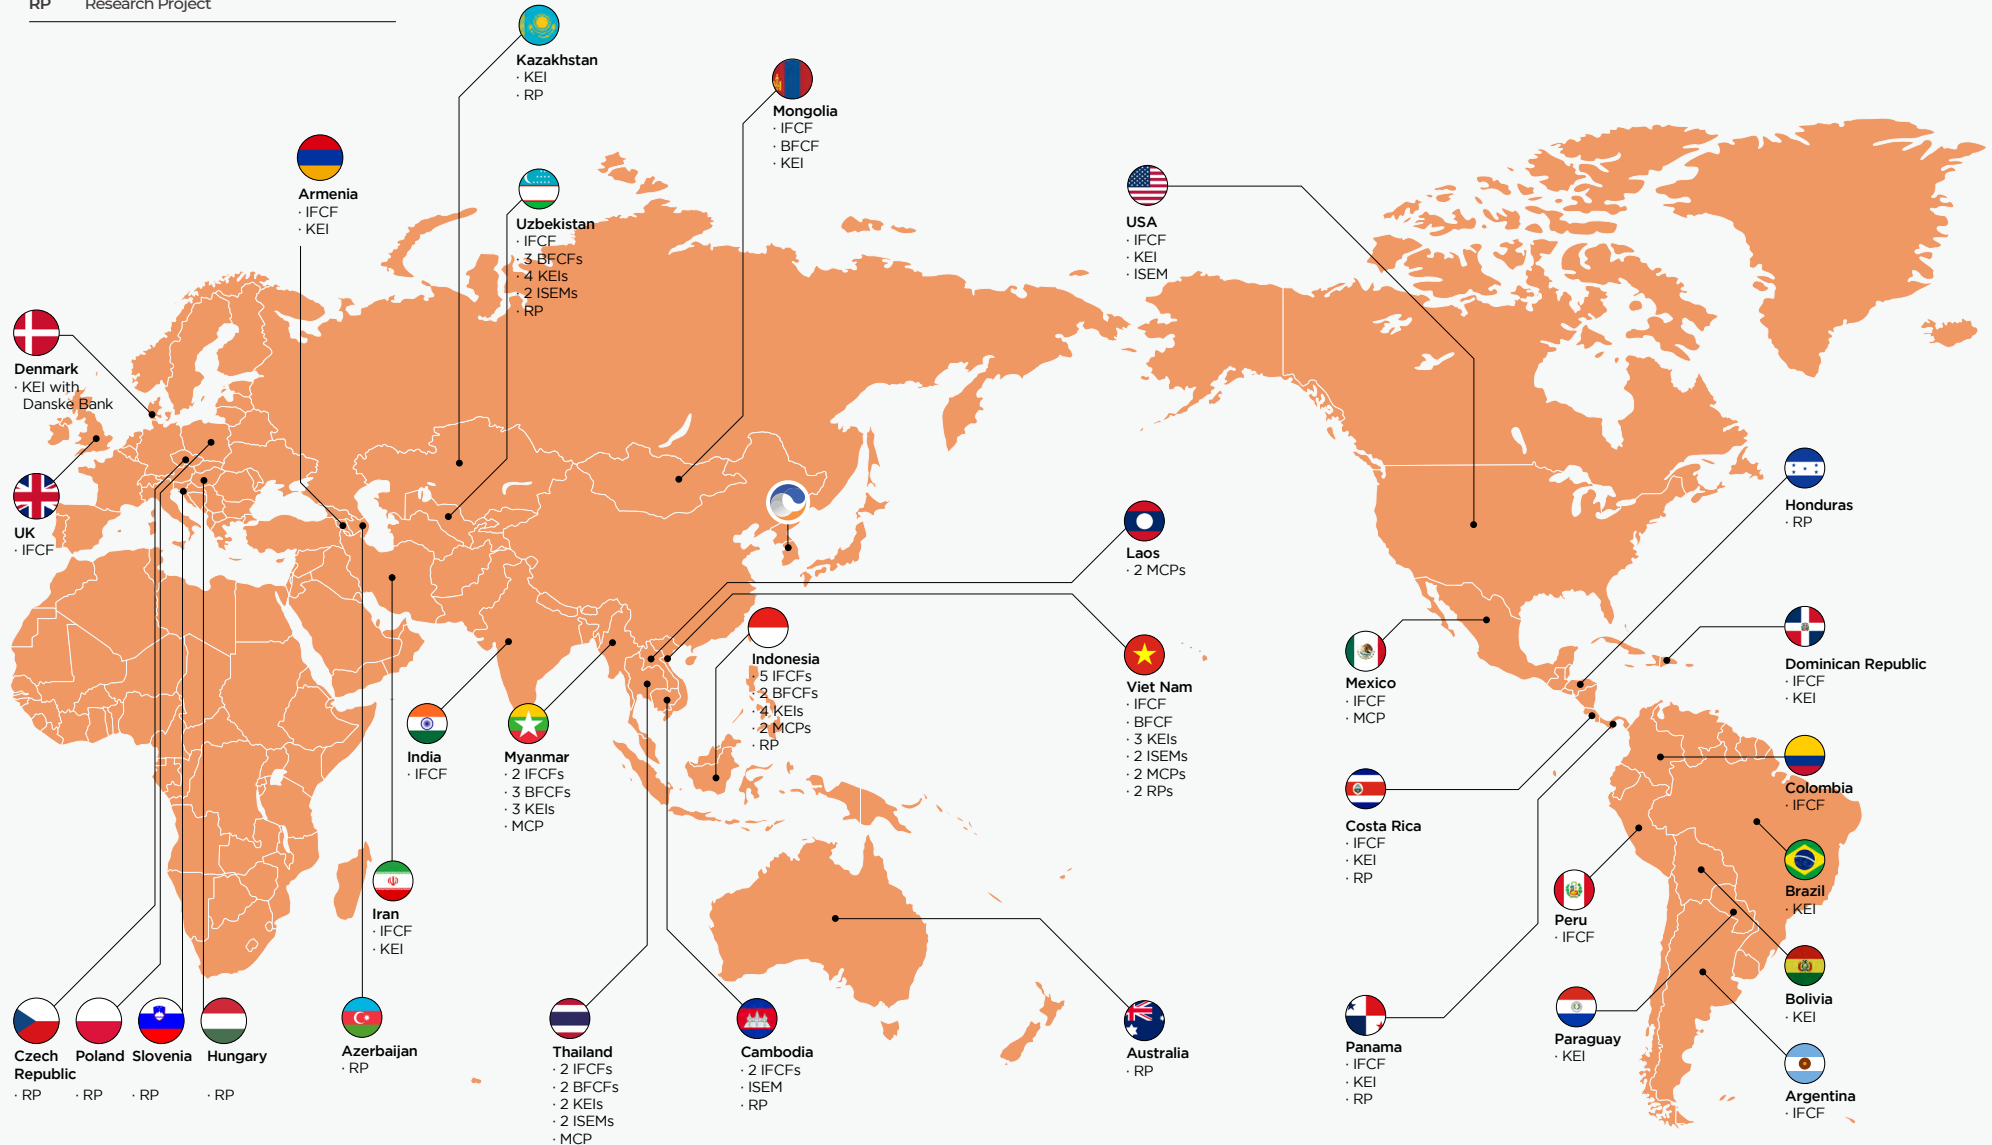 RP Research Project
Kazakhstan
· KEI
· RP
Mongolia
· IFCF
· BFCF
· KEI
Armenia
· IFCF
· KEI
Uzbekistan
· IFCF
· 3 BFCFs
· 4 KEIs
· 2 ISEMs
· RP
USA
· IFCF
· KEI
· ISEM
Denmark
· KEI with
Danske Bank
UK
· IFCF
Honduras
· RP
Laos
· 2 MCPs
Indonesia
· 5 IFCFs
· 2 BFCFs
· 4 KEIs
· 2 MCPs
· RP
Viet Nam
· IFCF
· BFCF
· 3 KEIs
· 2 ISEMs
· 2 MCPs
· 2 RPs
Mexico
· IFCF
· MCP
Dominican Republic
· IFCF
· KEI
India
· IFCF
Myanmar
· 2 IFCFs
· 3 BFCFs
· 3 KEIs
· MCP
Colombia
· IFCF
Costa Rica
· IFCF
· KEI
· RP
Brazil
· KEI
Peru
· IFCF
Iran
· IFCF
· KEI
Bolivia
· KEI
Czech
Republic
· RP
Poland
· RP
Slovenia
· RP
Hungary
· RP
Azerbaijan
· RP
Thailand
· 2 IFCFs
· 2 BFCFs
· 2 KEIs
· 2 ISEMs
· MCP
Cambodia
· 2 IFCFs
· ISEM
· RP
Australia
· RP
Panama
· IFCF
· KEI
· RP
Paraguay
· KEI
Argentina
· IFCF